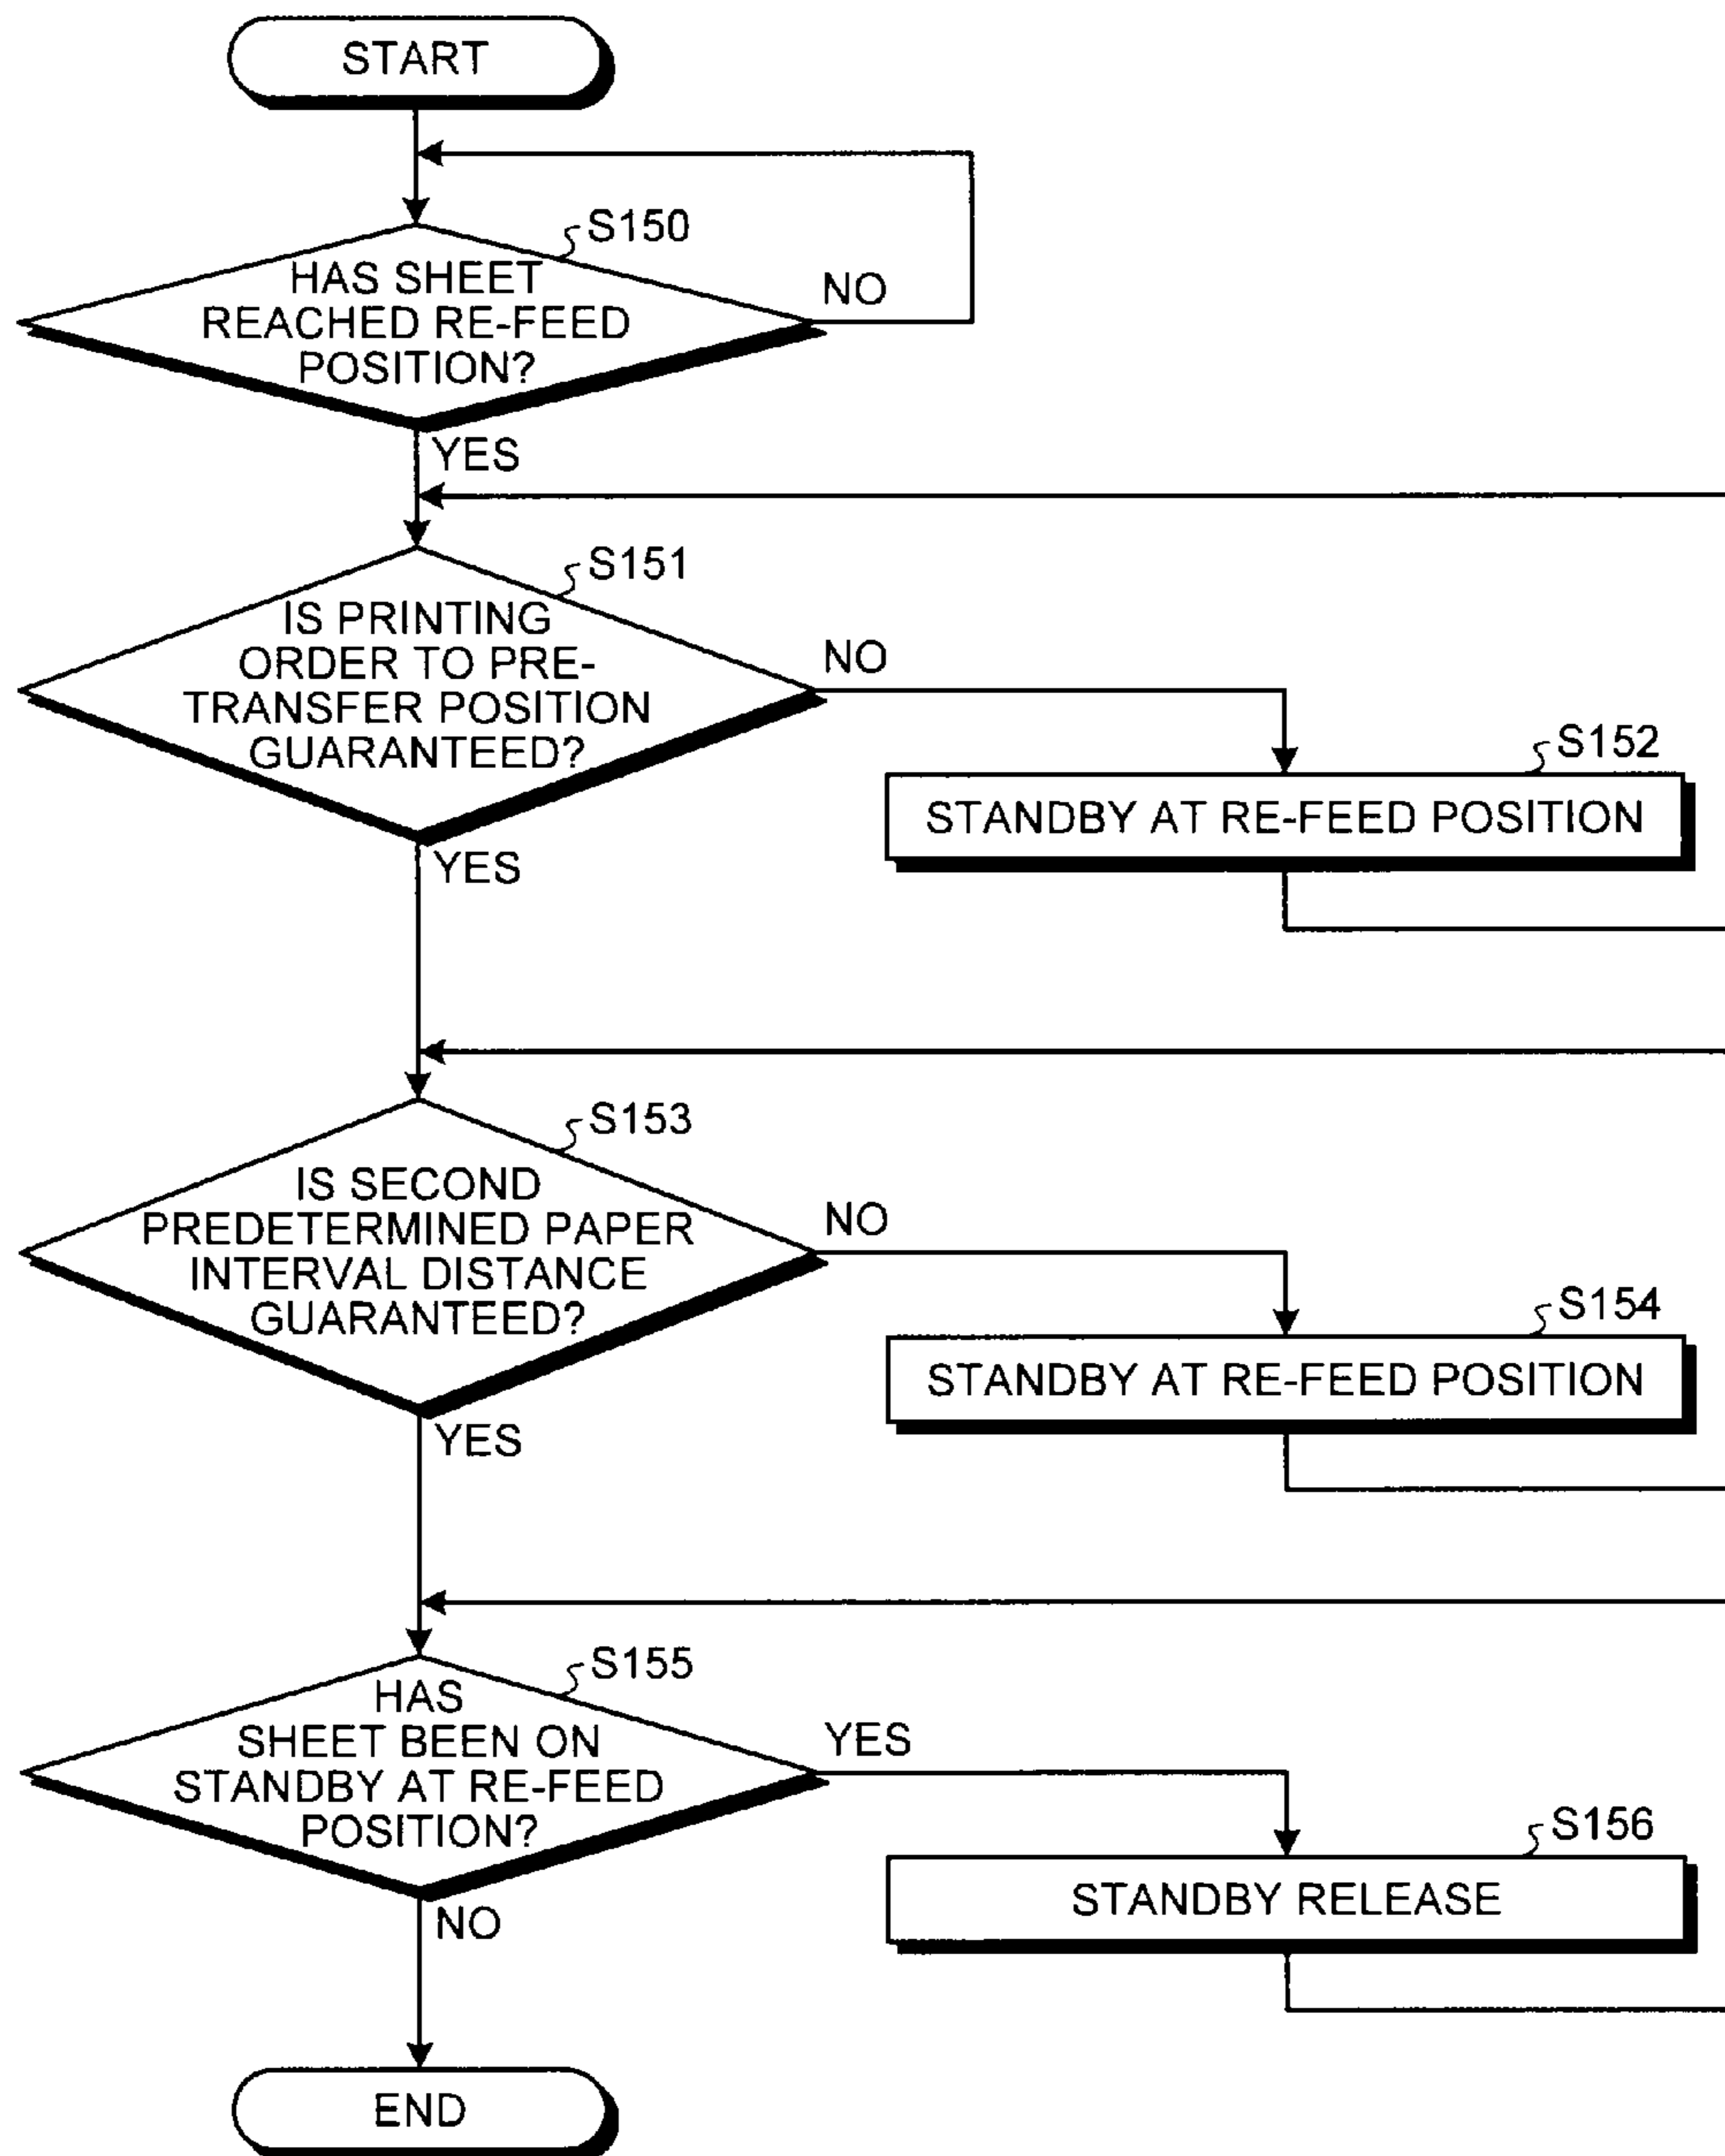 START
S150
HAS SHEET
REACHED RE-FEED
POSITION?
NO
YES
S151
IS PRINTING
ORDER TO PRE-
TRANSFER POSITION
GUARANTEED?
NO
YES
S152
STANDBY AT RE-FEED POSITION
S153
IS SECOND
PREDETERMINED PAPER
INTERVAL DISTANCE
GUARANTEED?
NO
YES
S154
STANDBY AT RE-FEED POSITION
S155
HAS
SHEET BEEN ON
STANDBY AT RE-FEED
POSITION?
YES
NO
S156
STANDBY RELEASE
END